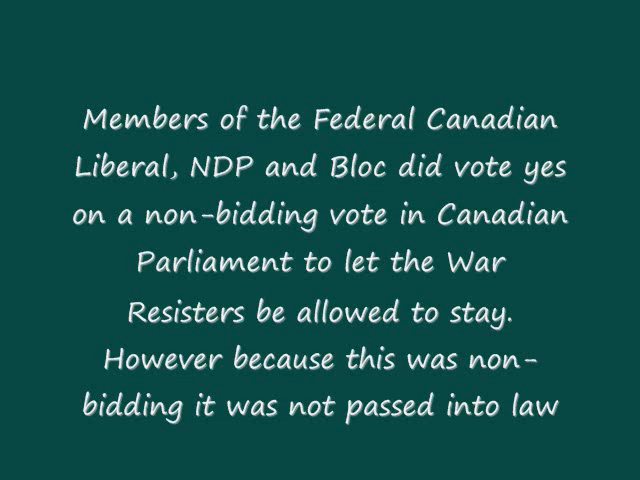 Members of the Federal Canadian
Liberal, NDP and Bloc did vote yes
on a non-bidding vote in Canadian
Parliament to let the War
Resisters be allowed to stay.
However because this was non-
bidding it was not passed into law